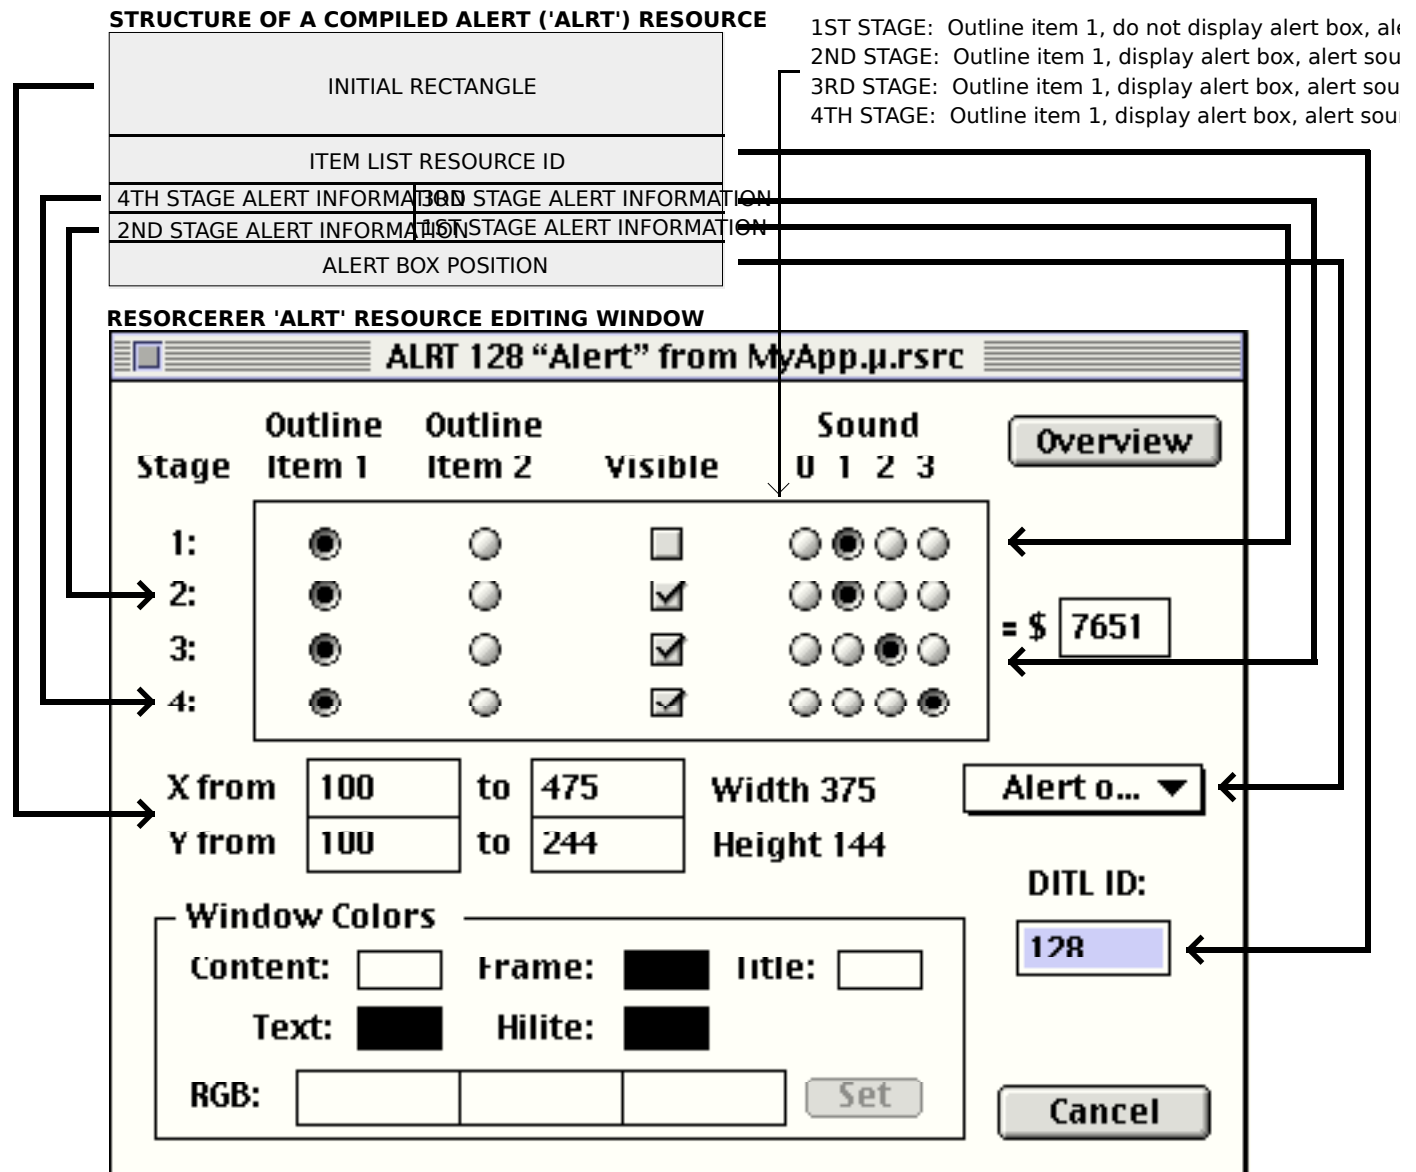 STRUCTURE OF A COMPILED ALERT ('ALRT') RESOURCE
1ST STAGE: Outline item 1, do not display alert box,
2ND STAGE: Outline item 1, display alert box, alert
3RD STAGE: Outline item 1, display alert box, alert
4TH STAGE: Outline item 1, display alert box, alert
INITIAL RECTANGLE
ITEM LIST RESOURCE ID
4TH STAGE ALERT INFORMATION
3RD STAGE ALERT INFORMATION
2ND STAGE ALERT INFORMATION
1ST STAGE ALERT INFORMATION
ALERT BOX POSITION
RESORCERER 'ALRT' RESOURCE EDITING WINDOW
ALRT 128 “Alert” from MyApp.µ.rsrc
Outline Outline Sound
Stage Item 1 Item 2 Visible 0 1 2 3
Overview
1:
2:
3:
4:
= $ 7651
X from 100 to 475 Width 375
Alert o...
Y from 100 to 244 Height 144
DITL ID:
128
Window Colors
Content: Frame: Title:
Text: Hilite:
RGB: Set
Cancel